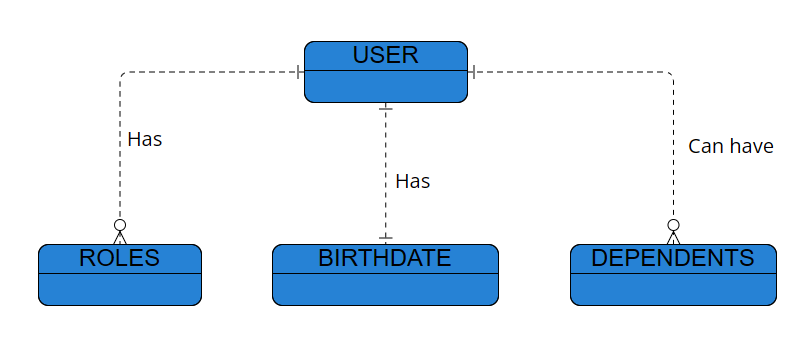 USER
Has
Can have
Has
ROLES
BIRTHDATE
DEPENDENTS